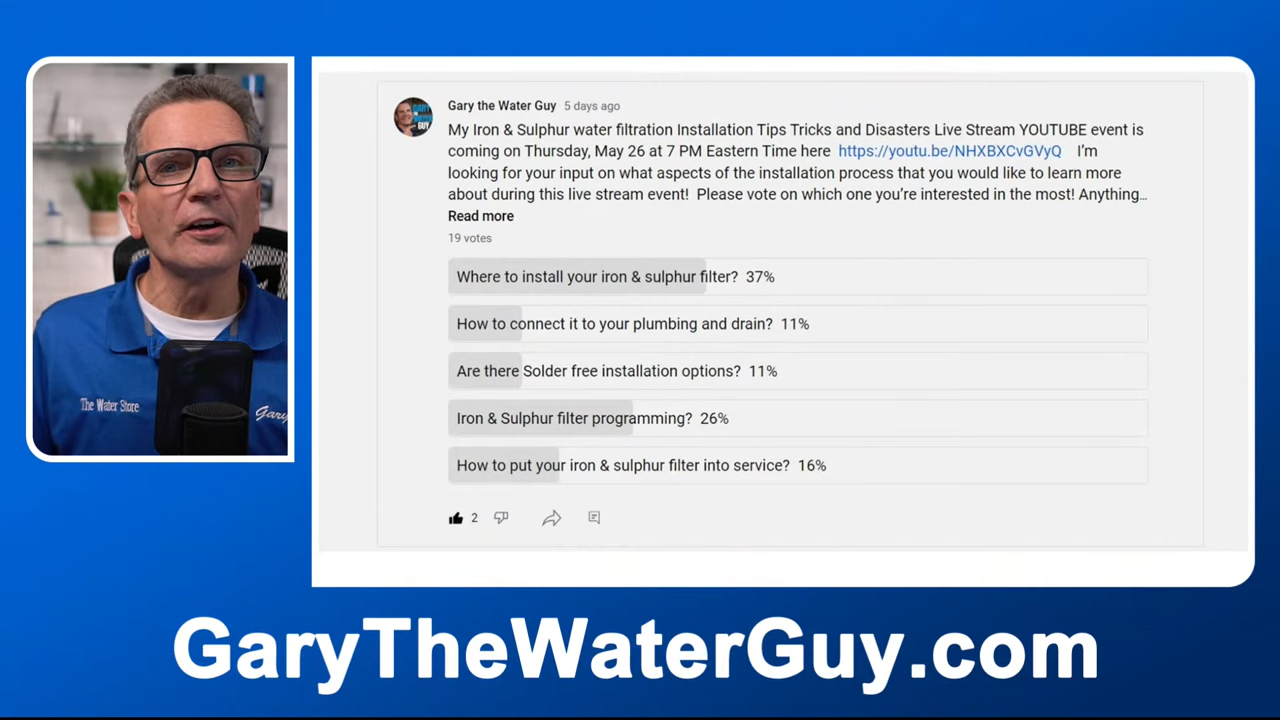 Gary the Water Guy 5 days ago
My Iron & Sulphur water filtration Installation Tips Tricks and Disasters Live Stream YOUTUBE event is
coming on Thursday, May 26 at 7 PM Eastern Time here https://youtu.be/NHXBXCvGVyQ I’m
looking for your input on what aspects of the installation process that you would like to learn more
about during this live stream event! Please vote on which one you’re interested in the most! Anything...
Read more
19 votes
Where to install your iron & sulphur filter? 37%
How to connect it to your plumbing and drain? 11%
Are there Solder free installation options? 11%
Iron & Sulphur filter programming? 26%
How to put your iron & sulphur filter into service? 16%
2
The Water Store
Gary
GaryTheWaterGuy.com